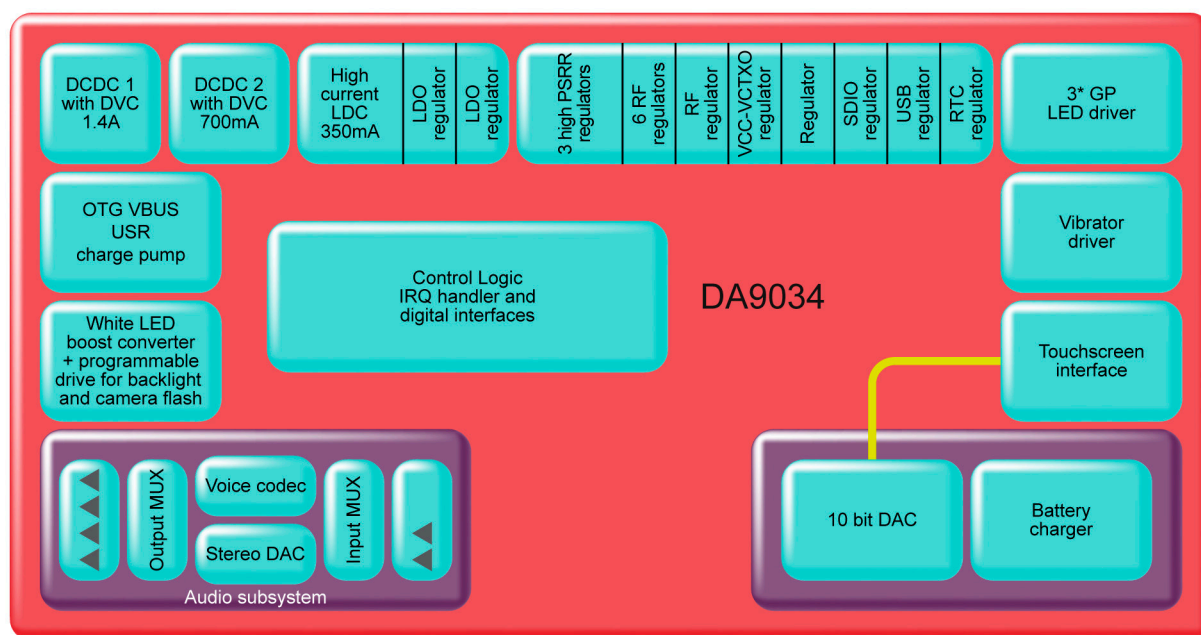 DCDC 1
with DVC
1.4A
DCDC 2
with DVC
700mA
High
current
LDC
350mA
LDO
regulator
LDO
regulator
3 high PSRR
regulators
6 RF
regulators
RF
regulator
VCC-VCTXO
regulator
Regulator
SDIO
regulator
USB
regulator
RTC
regulator
3* GP
LED driver
OTG VBUS
USR
charge pump
Control Logic
IRQ handler and
digital interfaces
DA9034
Vibrator
driver
White LED
boost converter
+ programmable
drive for backlight
and camera flash
Touchscreen
interface
Output MUX
Voice codec
Stereo DAC
Input MUX
Audio subsystem
10 bit DAC
Battery
charger